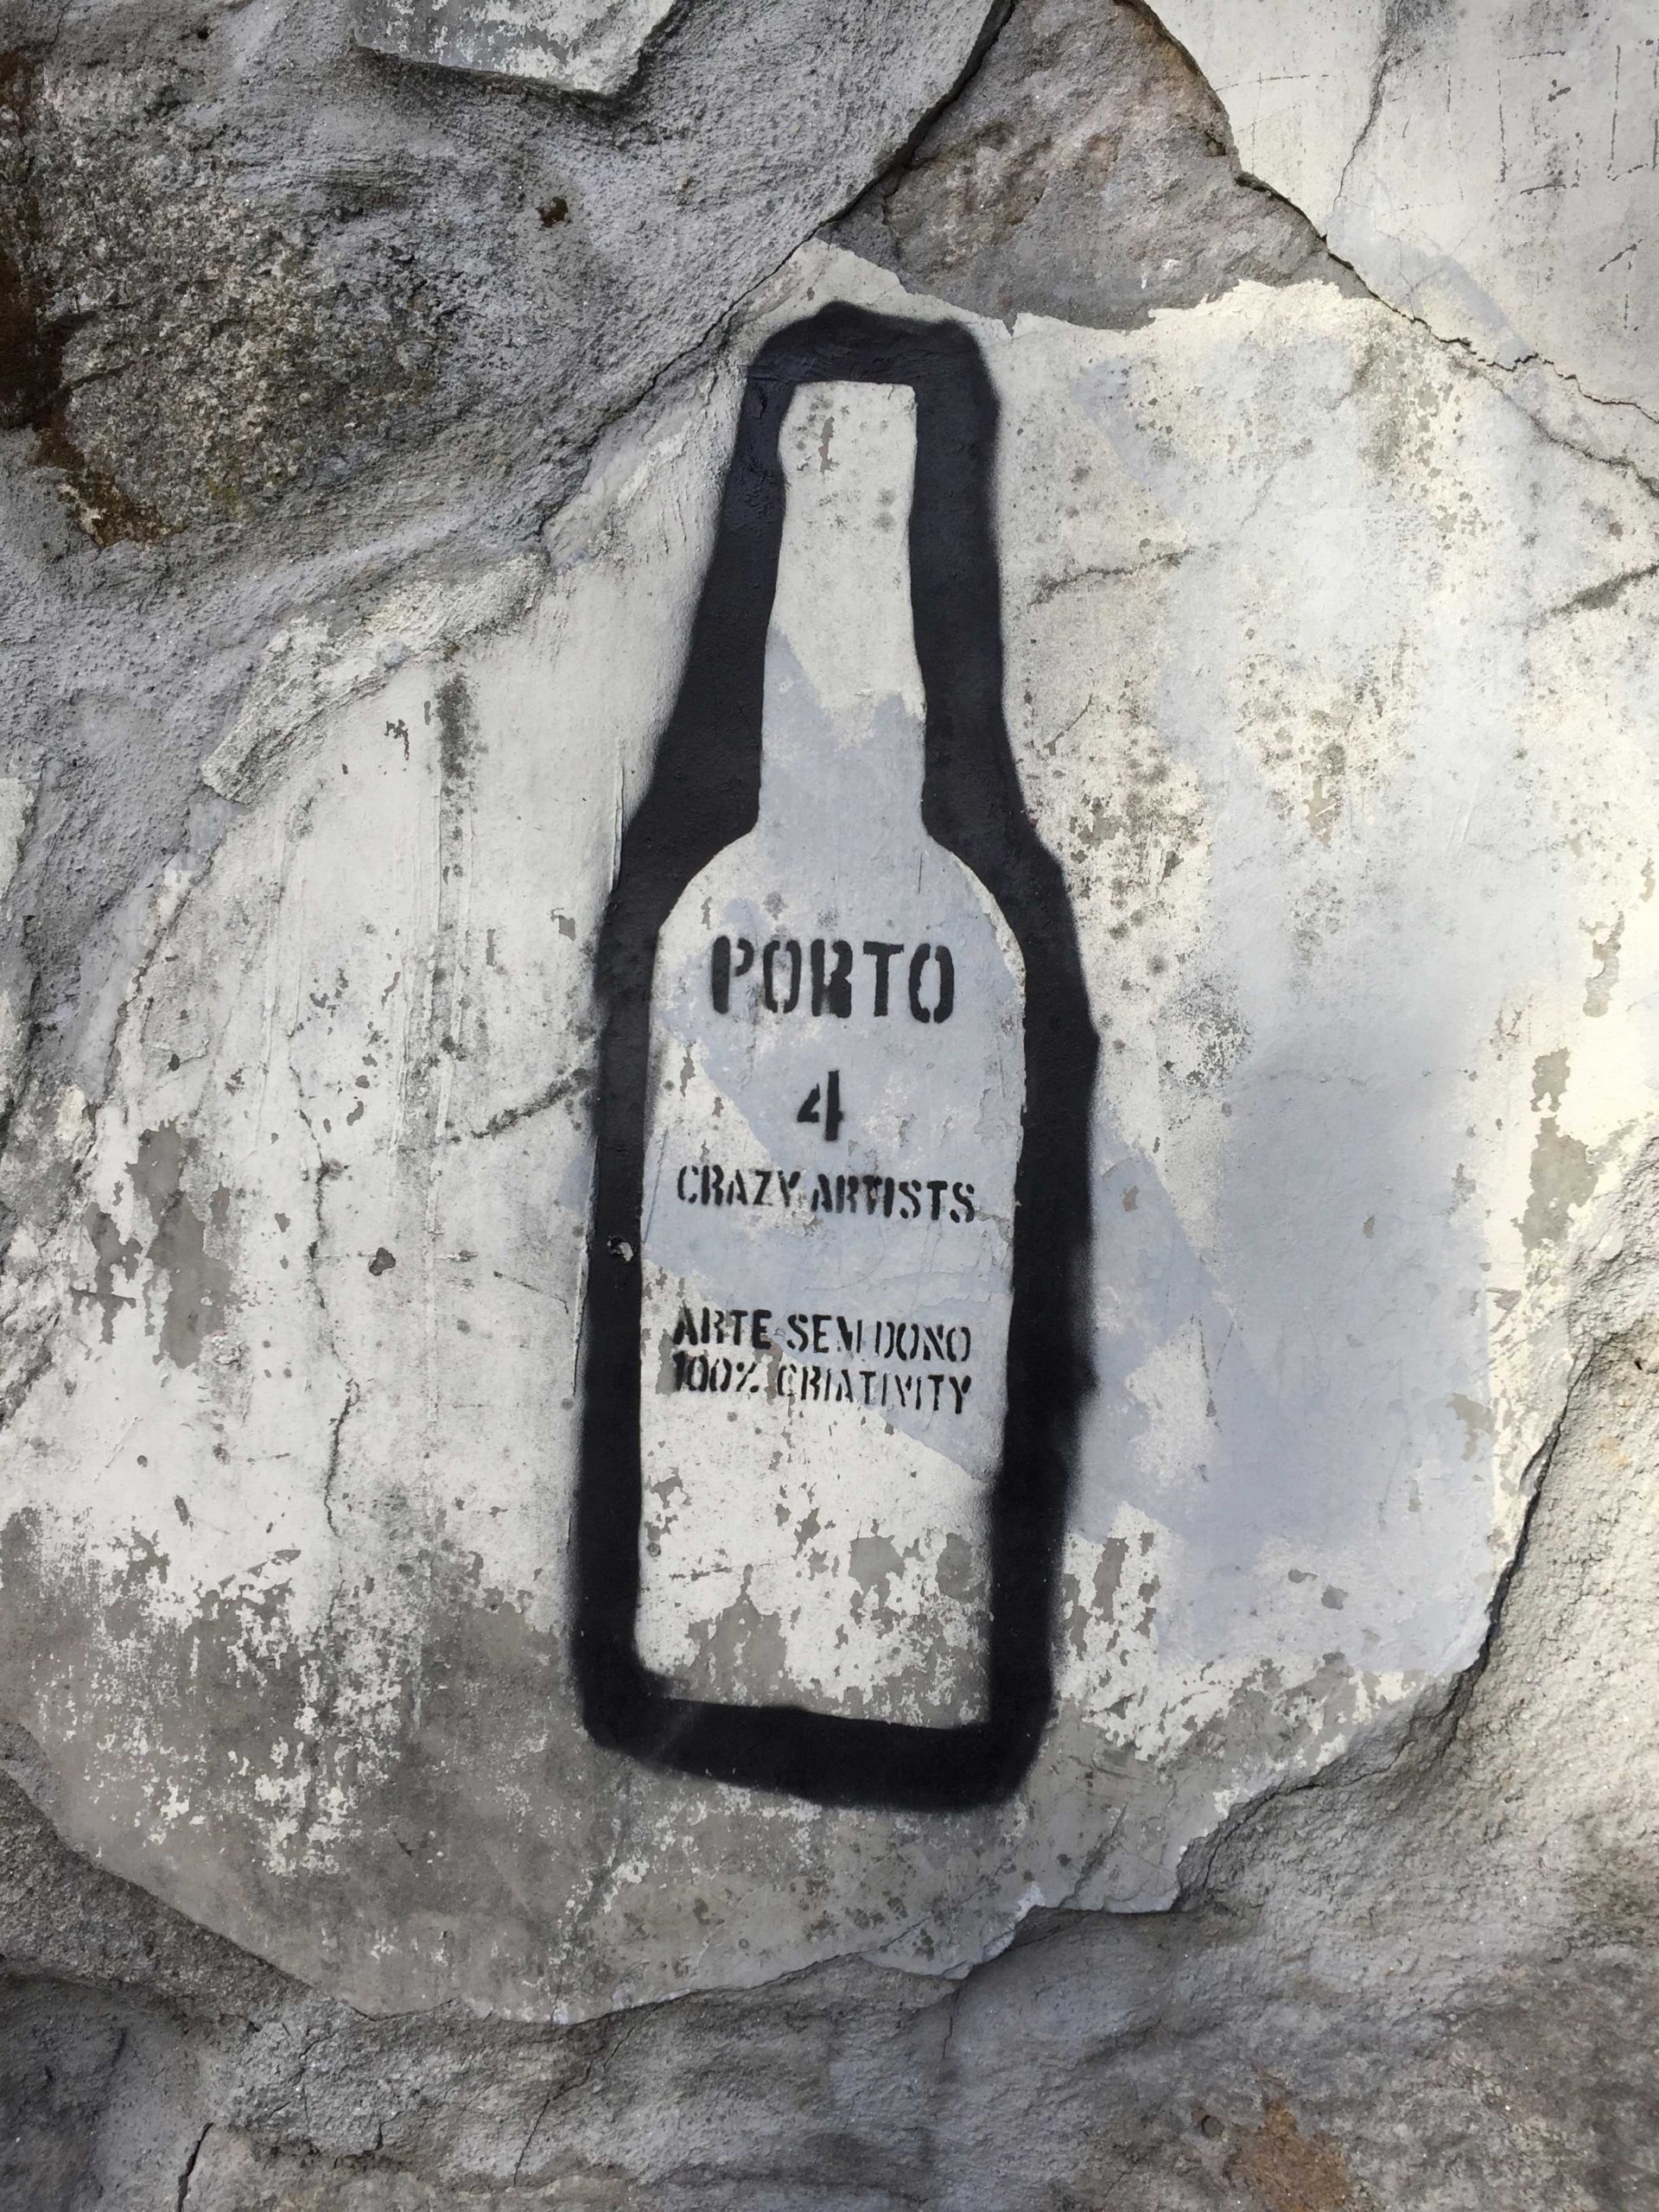 PORTO
4
CRAZY ARTISTS
ARTE SEM DONO
100% CRIATIVITY